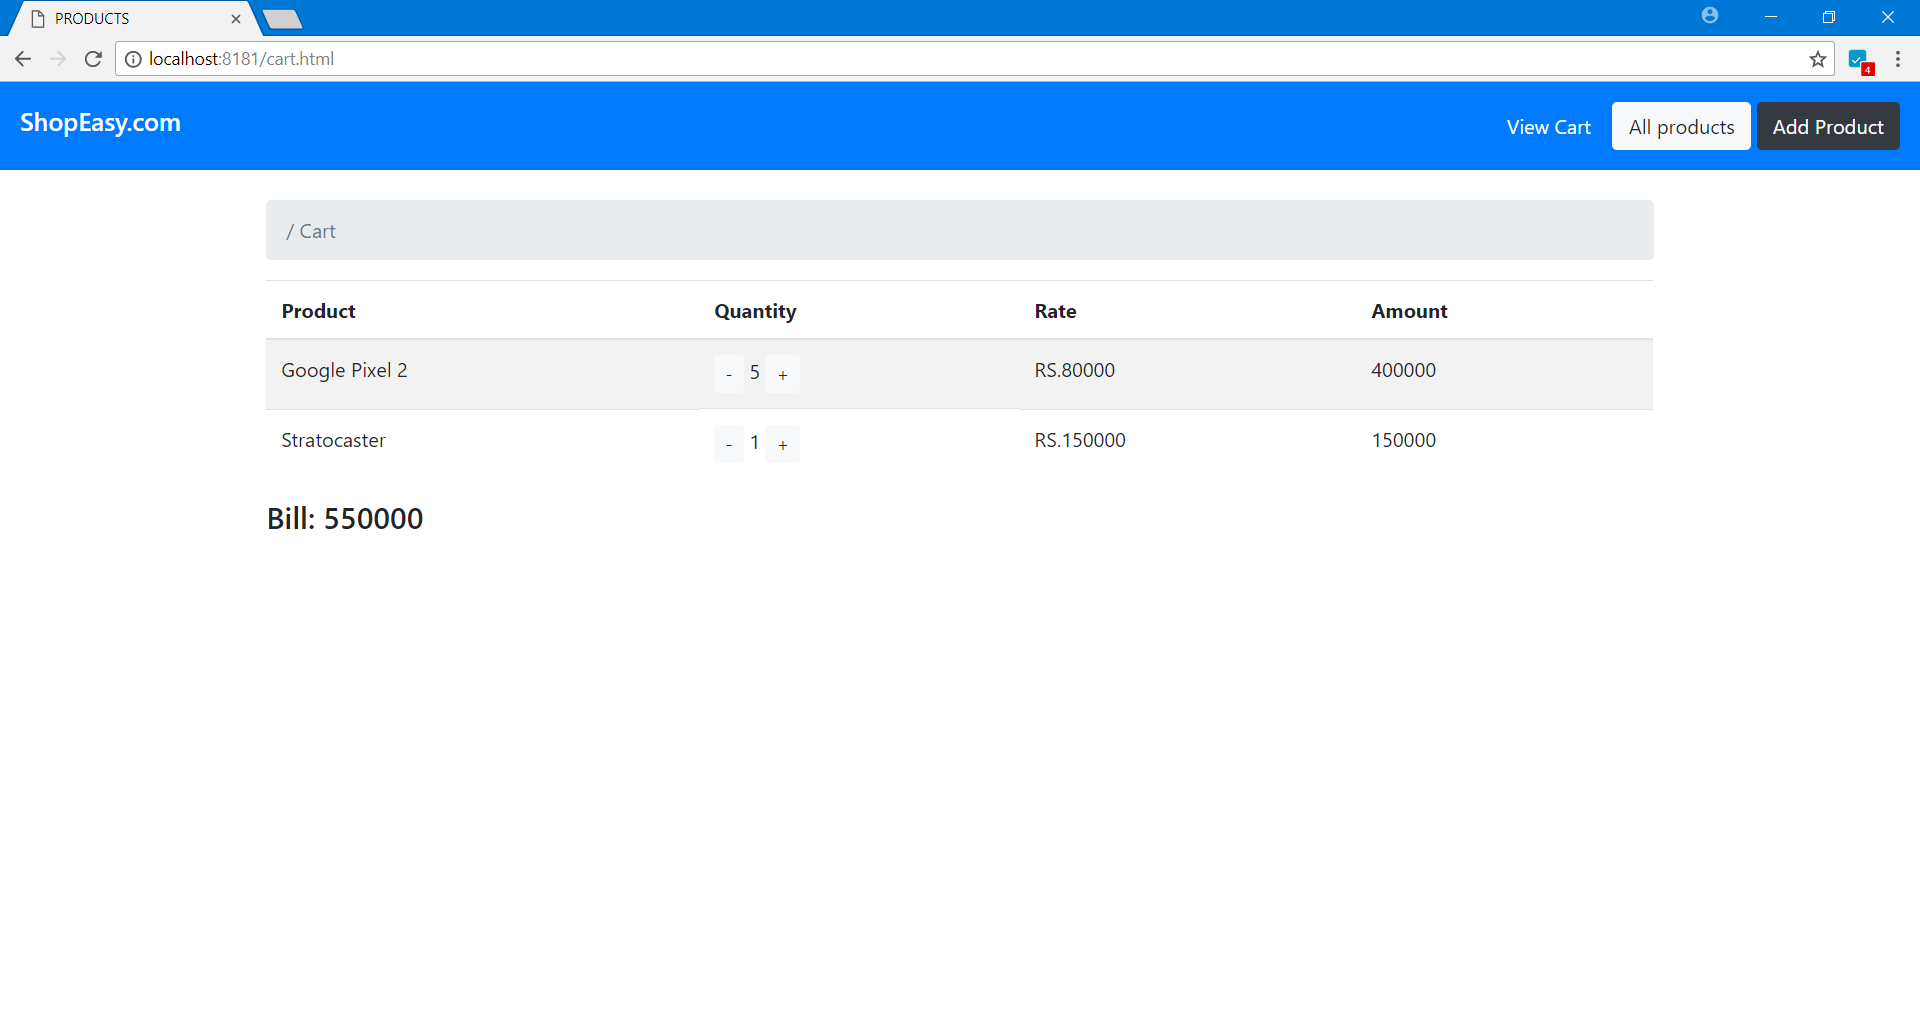 PRODUCTS
localhost:8181/cart.html
4
ShopEasy.com View Cart All products Add Product
/ Cart
Product Quantity Rate Amount
Google Pixel 2 - 5 + RS.80000 400000
Stratocaster - 1 + RS.150000 150000
Bill: 550000